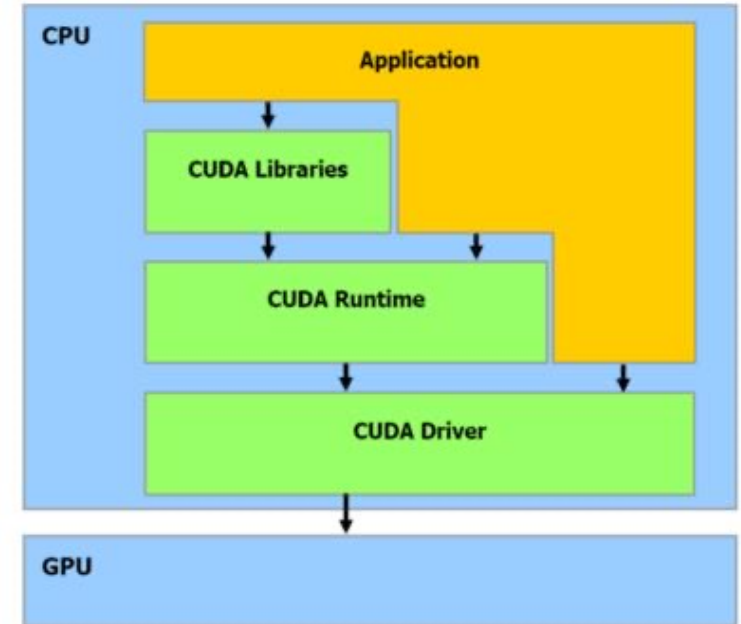 CPU
Application
CUDA Libraries
CUDA Runtime
CUDA Driver
GPU